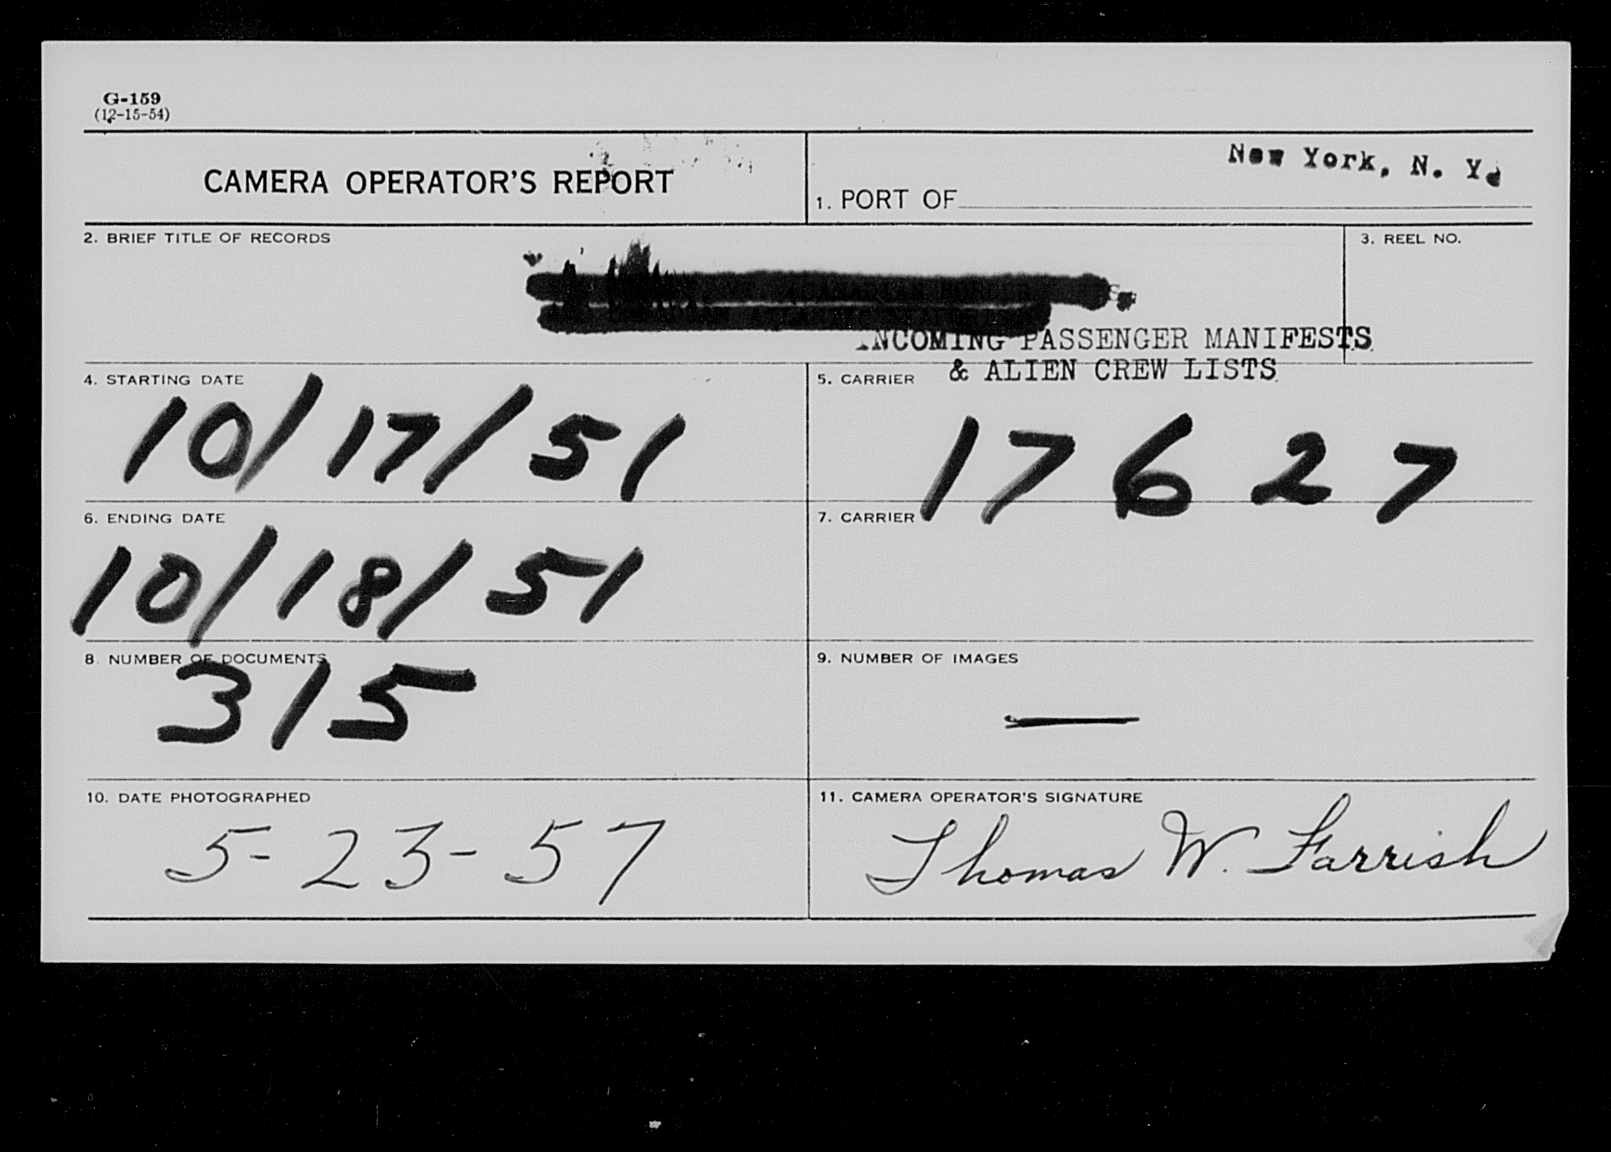 G-159
(12-15-54)
CAMERA OPERATOR'S REPORT
New York, N. Y.
1. PORT OF
2. BRIEF TITLE OF RECORDS
3. REEL NO.
INCOMING PASSENGER MANIFESTS
& ALIEN CREW LISTS
4. STARTING DATE
10/17/51
5. CARRIER
17627
6. ENDING DATE
10/18/51
7. CARRIER
8. NUMBER OF DOCUMENTS
315
9. NUMBER OF IMAGES
—
10. DATE PHOTOGRAPHED
5-23-57
11. CAMERA OPERATOR'S SIGNATURE
Thomas W. Farrish